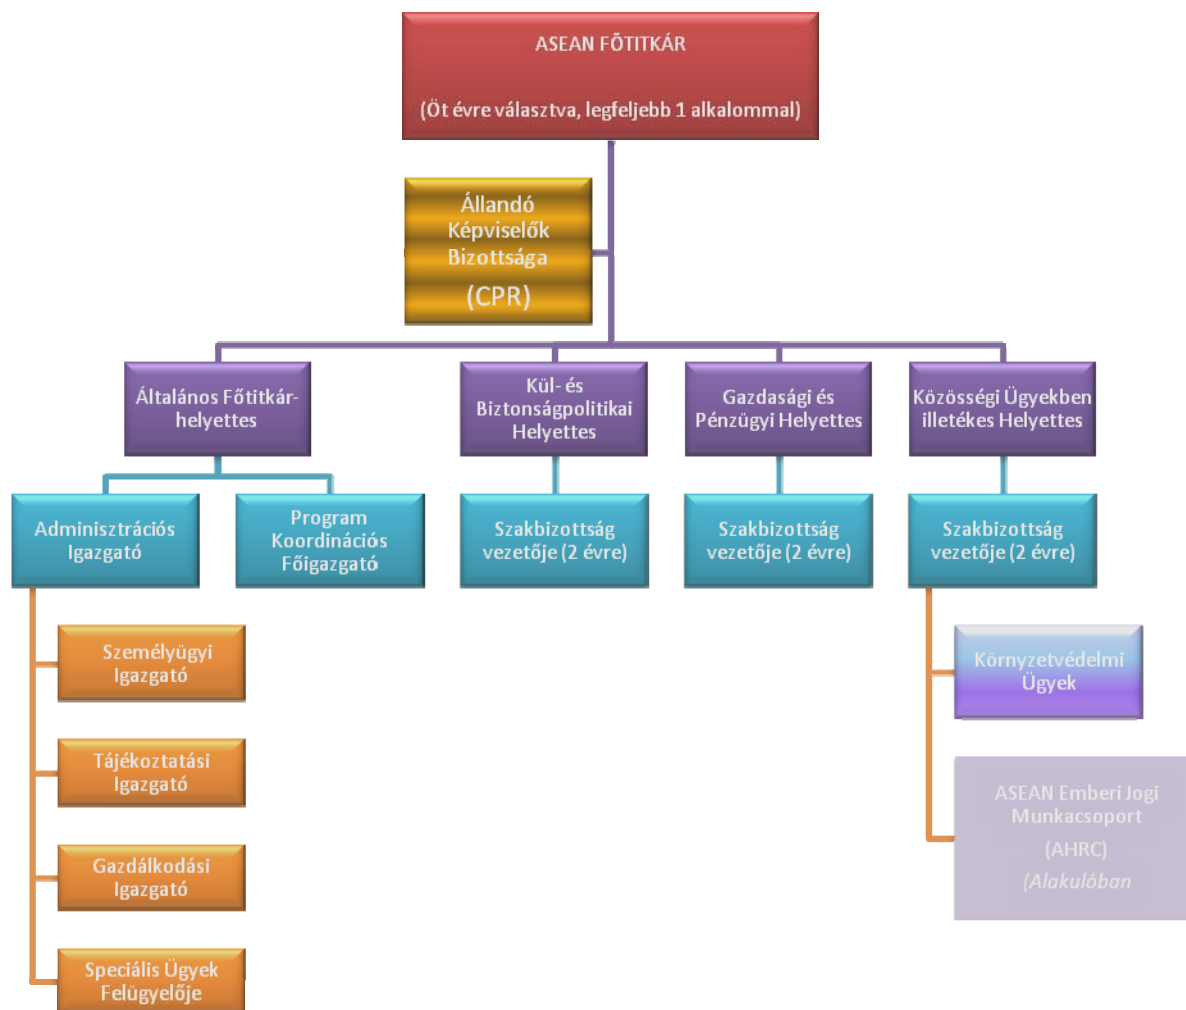 ASEAN FŐTITKÁR
(Öt évre választva, legfeljebb 1 alkalommal)
Állandó
Képviselők
Bizottsága
(CPR)
Általános Főtitkár-
helyettes
Kül- és
Biztonságpolitikai
Helyettes
Gazdasági és
Pénzügyi Helyettes
Közösségi Ügyekben
illetékes Helyettes
Adminisztrációs
Igazgató
Program
Koordinációs
Főigazgató
Szakbizottság
vezetője (2 évre)
Szakbizottság
vezetője (2 évre)
Szakbizottság
vezetője (2 évre)
Személyügyi
Igazgató
Tájékoztatási
Igazgató
Gazdálkodási
Igazgató
Speciális Ügyek
Felügyelője
Környzetvédelmi
Ügyek
ASEAN Emberi Jogi
Munkacsoport
(AHRC)
(Alakulóban